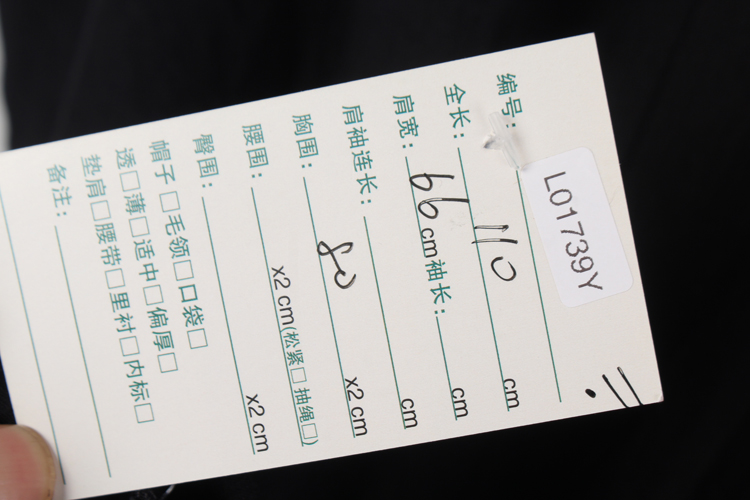 编号： L01739Y
全长： 110 cm
肩宽： 66 cm 袖长： cm
肩袖连长： cm
胸围： 80 x2 cm
腰围： x2 cm(松紧□ 抽绳□)
臀围： x2 cm
帽子□ 毛领□ 口袋□
透□ 薄□ 适中□ 偏厚□
垫肩□ 腰带□ 里衬□ 内标□
备注：